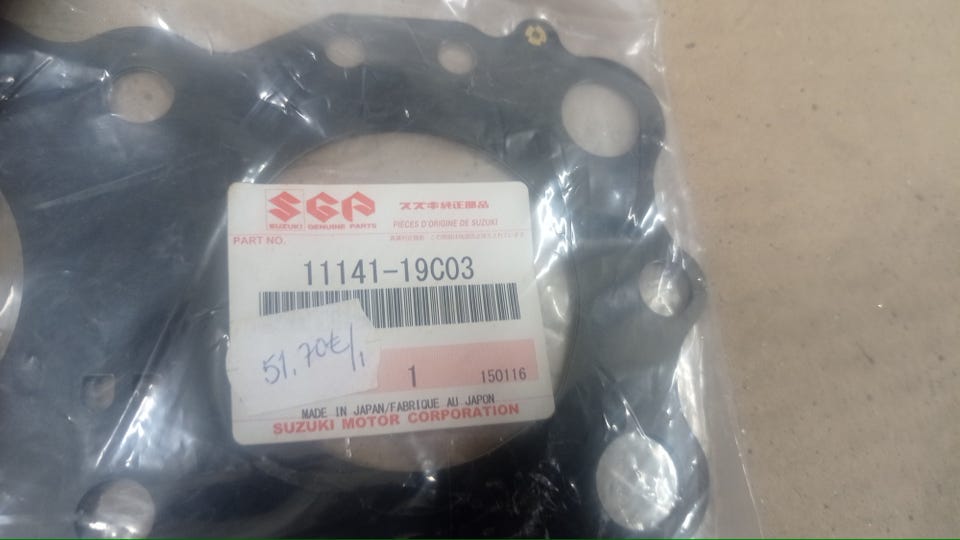 SGP
SUZUKI GENUINE PARTS
スズキ純正部品
PIÈCES D'ORIGINE DE SUZUKI
PART NO.
11141-19C03
51,70€/1
1
150116
MADE IN JAPAN/FABRIQUE AU JAPON
SUZUKI MOTOR CORPORATION